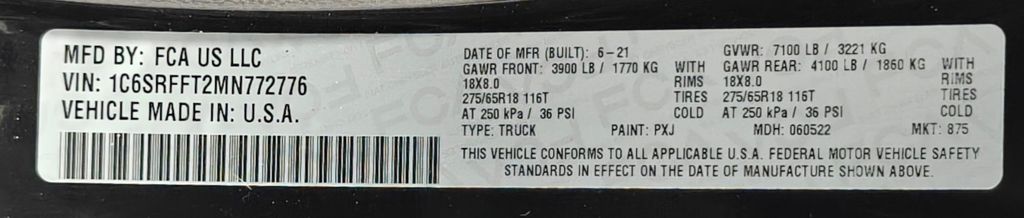 MFD BY: FCA US LLC
VIN: 1C6SRFFT2MN772776
VEHICLE MADE IN: U.S.A.
DATE OF MFR (BUILT): 6-21 GVWR: 7100 LB / 3221 KG
GAWR FRONT: 3900 LB / 1770 KG WITH GAWR REAR: 4100 LB / 1860 KG WITH
18X8.0 RIMS 18X8.0 RIMS
275/65R18 116T TIRES 275/65R18 116T TIRES
AT 250 kPa / 36 PSI COLD AT 250 kPa / 36 PSI COLD
TYPE: TRUCK PAINT: PXJ MDH: 060522 MKT: 875
THIS VEHICLE CONFORMS TO ALL APPLICABLE U.S.A. FEDERAL MOTOR VEHICLE SAFETY
STANDARDS IN EFFECT ON THE DATE OF MANUFACTURE SHOWN ABOVE.